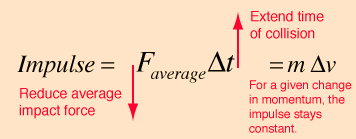 Extend time
of collision
Impulse = F average Δt = m Δv
Reduce average
impact force
For a given change
in momentum, the
impulse stays
constant.